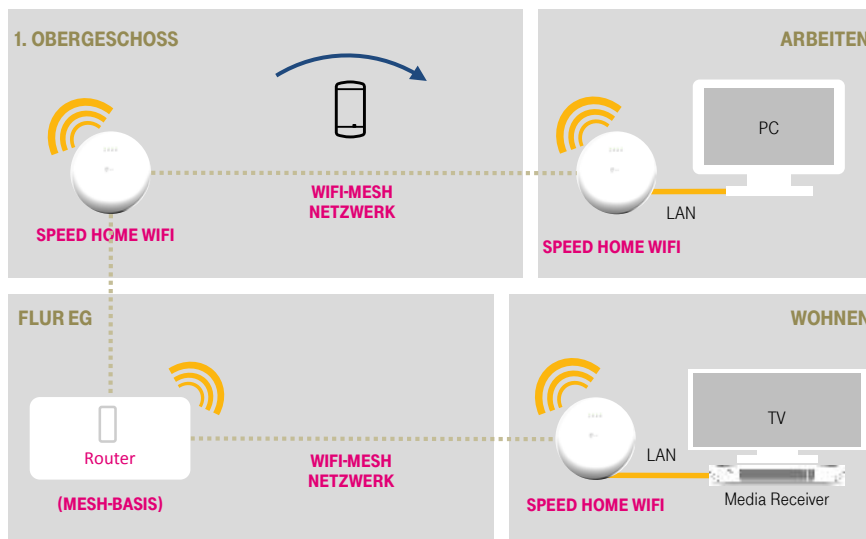 1. OBERGESCHOSS
ARBEITEN
PC
WIFI-MESH
NETZWERK
LAN
SPEED HOME WIFI
SPEED HOME WIFI
FLUR EG
WOHNEN
TV
Router
WIFI-MESH
NETZWERK
LAN
(MESH-BASIS)
SPEED HOME WIFI
Media Receiver